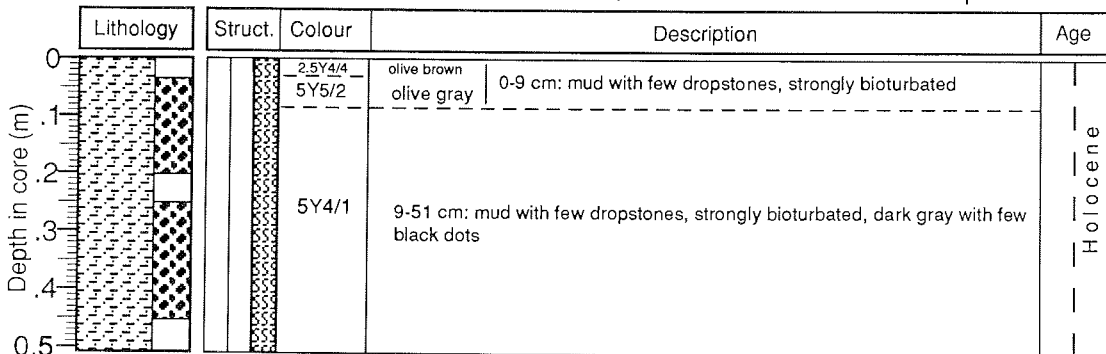 Lithology Struct. Colour Description Age
0
2.5Y4/4 olive brown
5Y5/2 olive gray 0-9 cm: mud with few dropstones, strongly bioturbated
.1
.2
5Y4/1 9-51 cm: mud with few dropstones, strongly bioturbated, dark gray with few
black dots
.3
.4
0.5
Depth in core (m)
Holocene